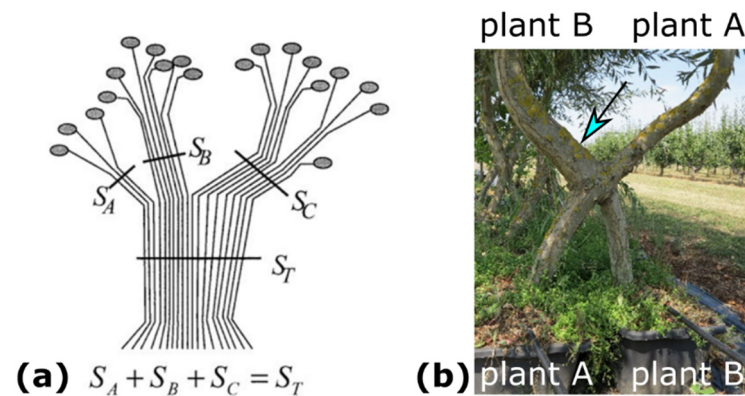 plant B plant A
S_B
S_A
S_C
S_T
(a) S_A + S_B + S_C = S_T
(b) plant A plant B